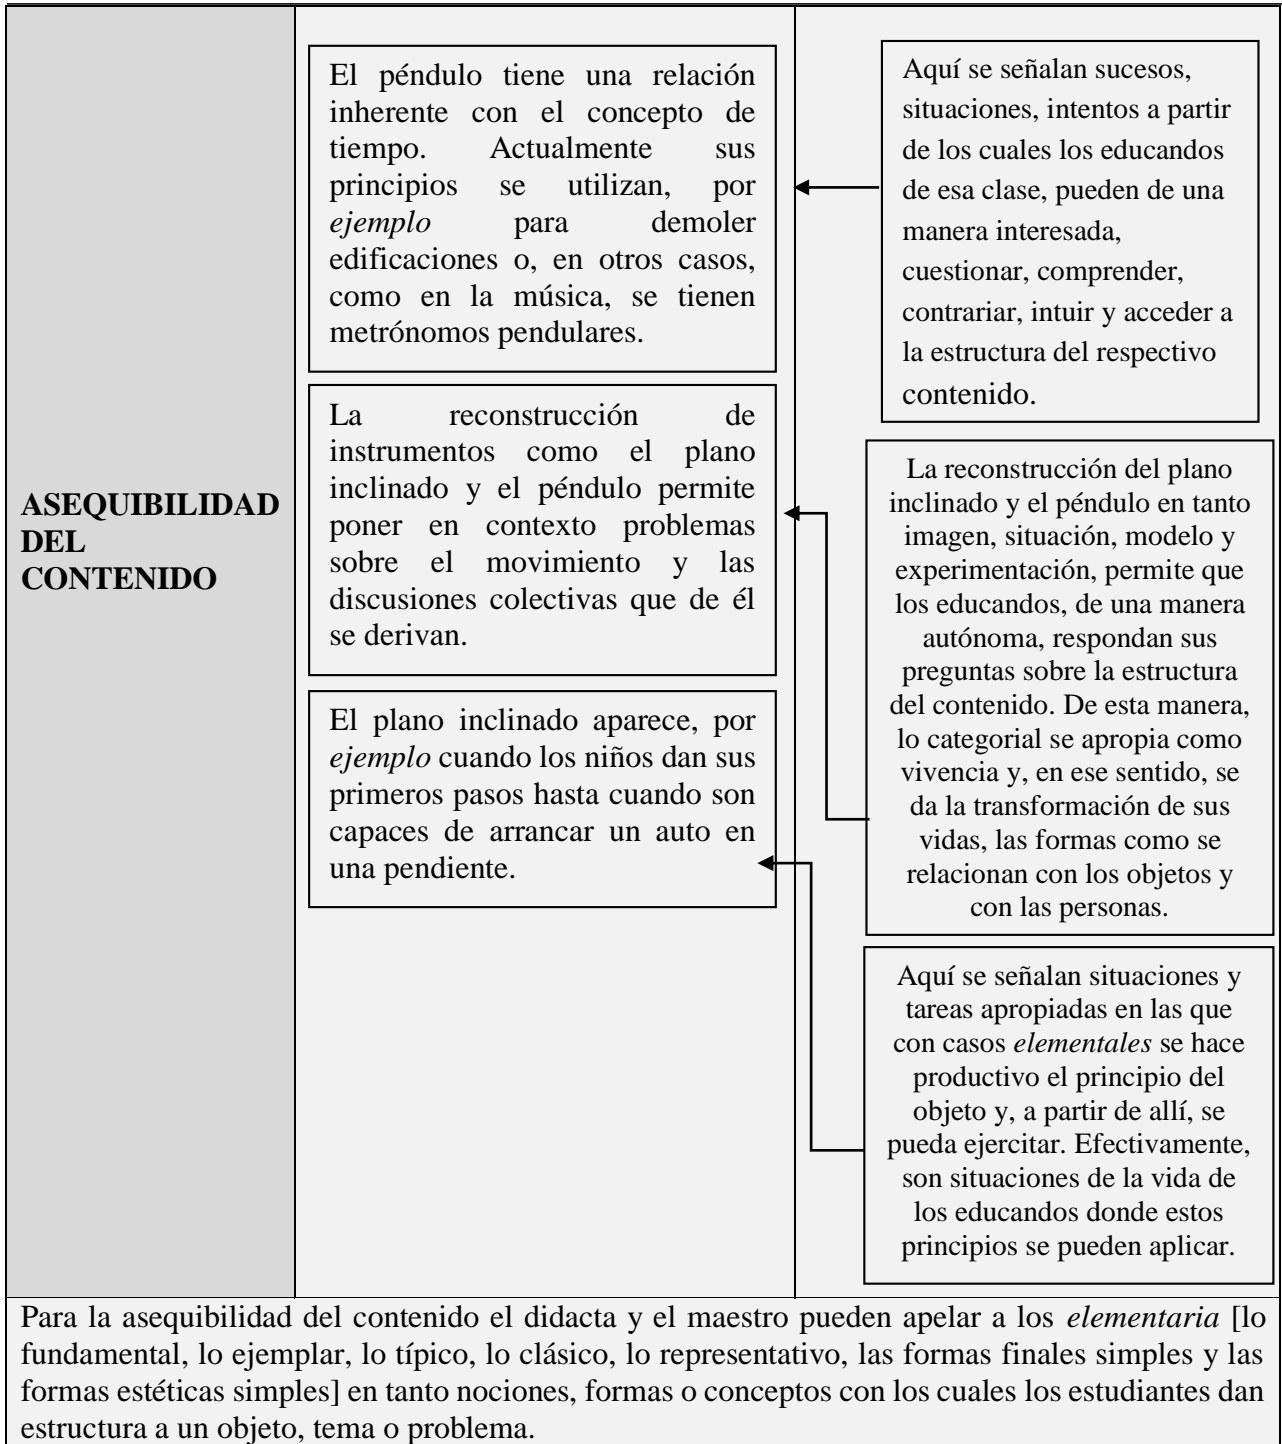 ASEQUIBILIDAD
DEL
CONTENIDO
El péndulo tiene una relación
inherente con el concepto de
tiempo. Actualmente sus
principios se utilizan, por
ejemplo para demoler
edificaciones o, en otros casos,
como en la música, se tienen
metrónomos pendulares.
La reconstrucción de
instrumentos como el plano
inclinado y el péndulo permite
poner en contexto problemas
sobre el movimiento y las
discusiones colectivas que de él
se derivan.
El plano inclinado aparece, por
ejemplo cuando los niños dan sus
primeros pasos hasta cuando son
capaces de arrancar un auto en
una pendiente.
Aquí se señalan sucesos,
situaciones, intentos a partir
de los cuales los educandos
de esa clase, pueden de una
manera interesada,
cuestionar, comprender,
contrariar, intuir y acceder a
la estructura del respectivo
contenido.
La reconstrucción del plano
inclinado y el péndulo en tanto
imagen, situación, modelo y
experimentación, permite que
los educandos, de una manera
autónoma, respondan sus
preguntas sobre la estructura
del contenido. De esta manera,
lo categorial se apropia como
vivencia y, en ese sentido, se
da la transformación de sus
vidas, las formas como se
relacionan con los objetos y
con las personas.
Aquí se señalan situaciones y
tareas apropiadas en las que
con casos elementales se hace
productivo el principio del
objeto y, a partir de allí, se
pueda ejercitar. Efectivamente,
son situaciones de la vida de
los educandos donde estos
principios se pueden aplicar.
Para la asequibilidad del contenido el didacta y el maestro pueden apelar a los elementaria [lo
fundamental, lo ejemplar, lo típico, lo clásico, lo representativo, las formas finales simples y las
formas estéticas simples] en tanto nociones, formas o conceptos con los cuales los estudiantes dan
estructura a un objeto, tema o problema.